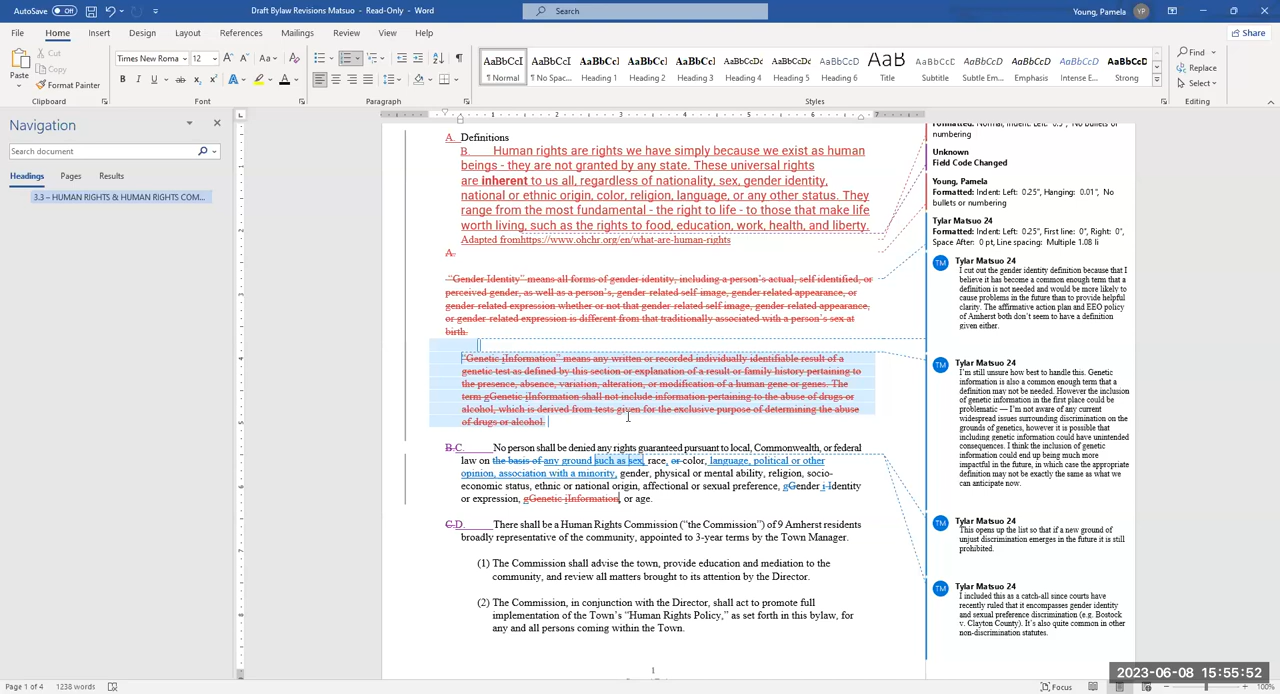 AutoSave Off Draft Bylaw Revisions Matsuo - Read-Only - Word Search Young, Pamela YP
File Home Insert Design Layout References Mailings Review View Help Share
Paste Cut Copy Format Painter Clipboard
Times New Roma 12 Font
Paragraph
AaBbCcI ¶ Normal AaBbCcI ¶ No Spac... AaBbCc Heading 1 AaBbCc Heading 2 AaBbCc Heading 3 AaBbCcDc Heading 4 AaBbCc Heading 5 AaBbCcDd Heading 6 AaB Title AaBbCcDd Subtitle AaBbCcDd Subtle Em... AaBbCcDd Emphasis AaBbCcDd Intense E... AaBbCcDc Strong
Styles
Find Replace Select Editing
Navigation
Search document
Headings Pages Results
3.3 – HUMAN RIGHTS & HUMAN RIGHTS COM...
A. Definitions
B. Human rights are rights we have simply because we exist as human
beings - they are not granted by any state. These universal rights
are inherent to us all, regardless of nationality, sex, gender identity,
national or ethnic origin, color, religion, language, or any other status. They
range from the most fundamental - the right to life - to those that make life
worth living, such as the rights to food, education, work, health, and liberty.
Adapted fromhttps://www.ohchr.org/en/what-are-human-rights
A.
"Gender Identity" means all forms of gender identity, including a person's actual, self identified, or
perceived gender, as well as a person's, gender-related self-image, gender related appearance, or
gender-related expression whether or not that gender-related self image, gender-related appearance,
or gender-related expression is different from that traditionally associated with a person's sex at
birth.
"Genetic iInformation" means any written or recorded individually identifiable result of a
genetic test as defined by this section or explanation of a result or family history pertaining to
the presence, absence, variation, alteration, or modification of a human gene or genes. The
term gGenetic iInformation shall not include information pertaining to the abuse of drugs or
alcohol, which is derived from tests given for the exclusive purpose of determining the abuse
of drugs or alcohol.
B.C. No person shall be denied any rights guaranteed pursuant to local, Commonwealth, or federal
law on the basis of any ground such as sex, race, or color, language, political or other
opinion, association with a minority, gender, physical or mental ability, religion, socio-
economic status, ethnic or national origin, affectional or sexual preference, gGender i Identity
or expression, gGenetic iInformation, or age.
C.D. There shall be a Human Rights Commission ("the Commission") of 9 Amherst residents
broadly representative of the community, appointed to 3-year terms by the Town Manager.
(1) The Commission shall advise the town, provide education and mediation to the
community, and review all matters brought to its attention by the Director.
(2) The Commission, in conjunction with the Director, shall act to promote full
implementation of the Town's "Human Rights Policy," as set forth in this bylaw, for
any and all persons coming within the Town.
1
numbering
Unknown
Field Code Changed
Young, Pamela
Formatted: Indent: Left: 0.25", Hanging: 0.01", No
bullets or numbering
Tylar Matsuo 24
Formatted: Indent: Left: 0.25", First line: 0", Right: 0",
Space After: 0 pt, Line spacing: Multiple 1.08 li
TM Tylar Matsuo 24
I cut out the gender identity definition because that I
believe it has become a common enough term that a
definition is not needed and would be more likely to
cause problems in the future than to provide helpful
clarity. The affirmative action plan and EEO policy
of Amherst both don't seem to have a definition
given either.
TM Tylar Matsuo 24
I'm still unsure how best to handle this. Genetic
information is also a common enough term that a
definition may not be needed. However the inclusion
of genetic information in the first place could be
problematic — I'm not aware of any current
widespread issues surrounding discrimination on the
grounds of genetics, however it is possible that
including genetic information could have unintended
consequences. I think the inclusion of genetic
information could end up being much more
impactful in the future, in which case the appropriate
definition may not be exactly the same as what we
can anticipate now.
TM Tylar Matsuo 24
This opens up the list so that if a new ground of
unjust discrimination emerges in the future it is still
prohibited.
TM Tylar Matsuo 24
I included this as a catch-all since courts have
recently ruled that it encompasses gender identity
and sexual preference discrimination (e.g. Bostock
v. Clayton County). It's also quite common in other
non-discrimination statutes.
2023-06-08 15:55:52
Page 1 of 4 1238 words Focus 100%